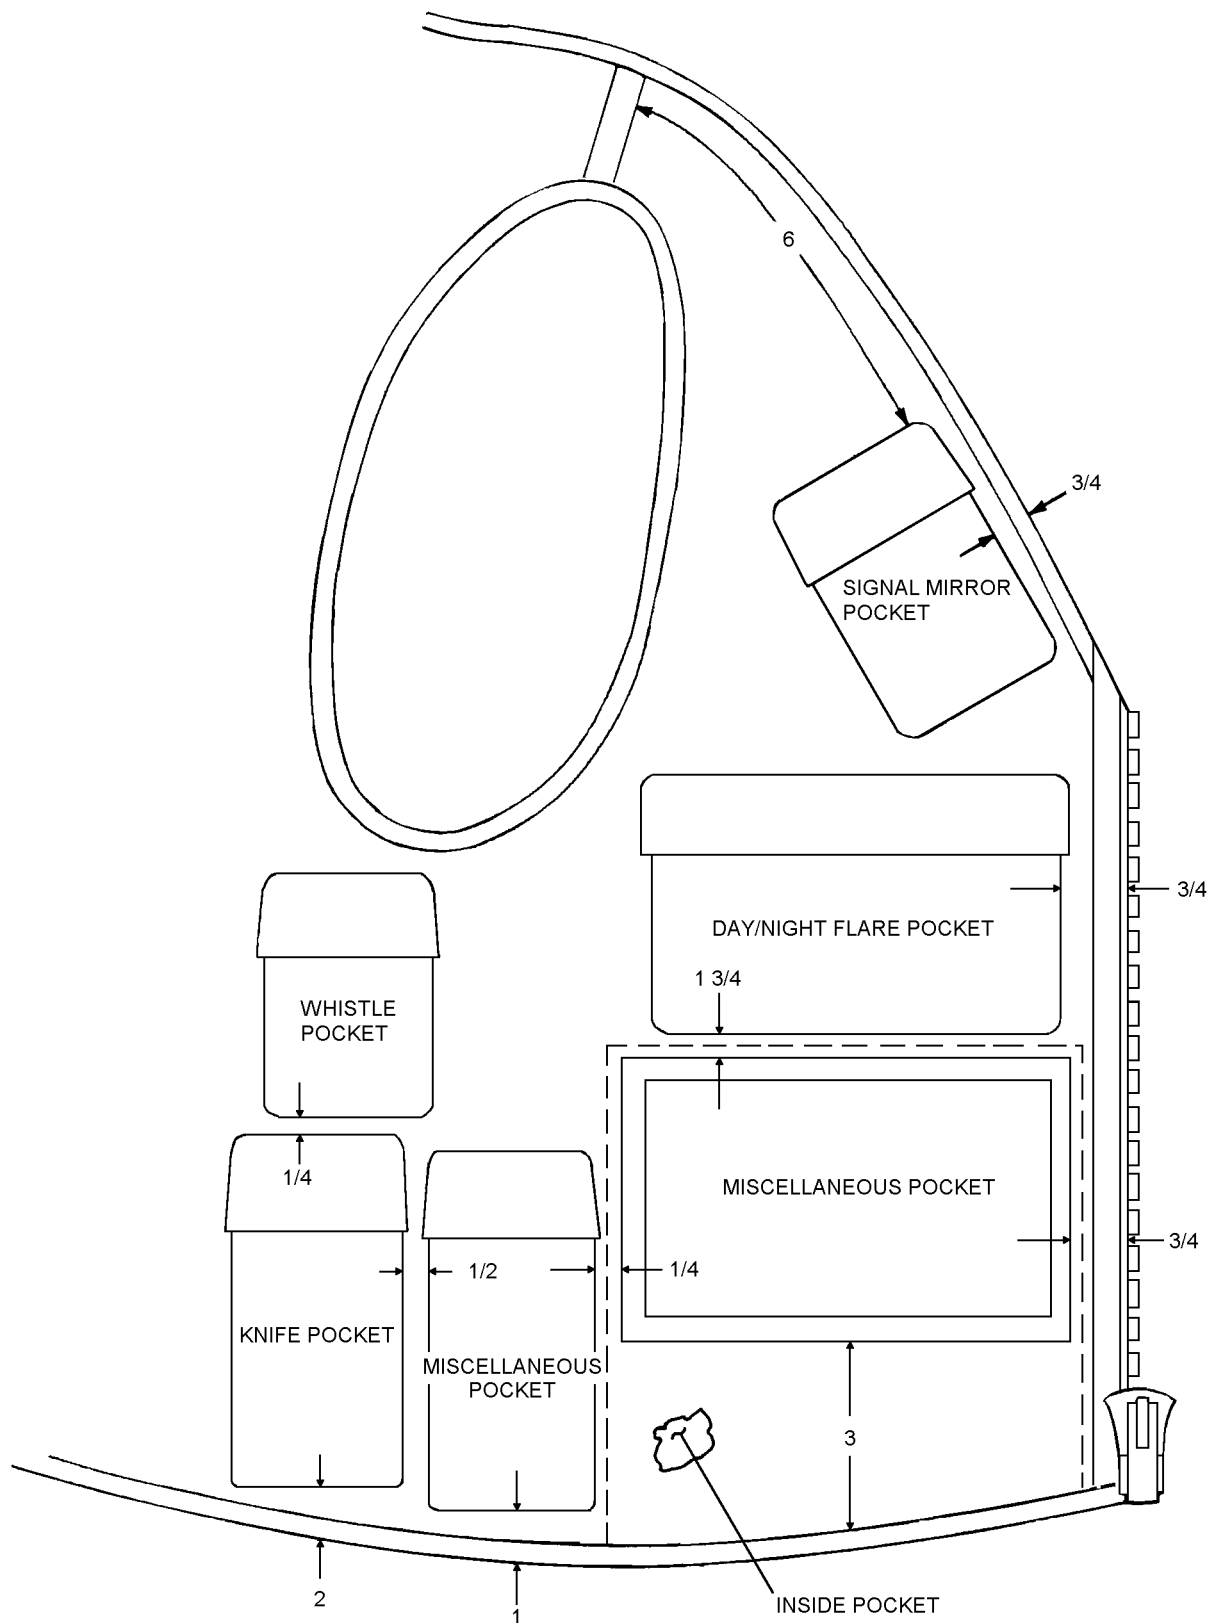 6
3/4
SIGNAL MIRROR
POCKET
3/4
DAY/NIGHT FLARE POCKET
1 3/4
WHISTLE
POCKET
1/4
MISCELLANEOUS POCKET
3/4
1/2
1/4
KNIFE POCKET
MISCELLANEOUS
POCKET
3
2
1
INSIDE POCKET